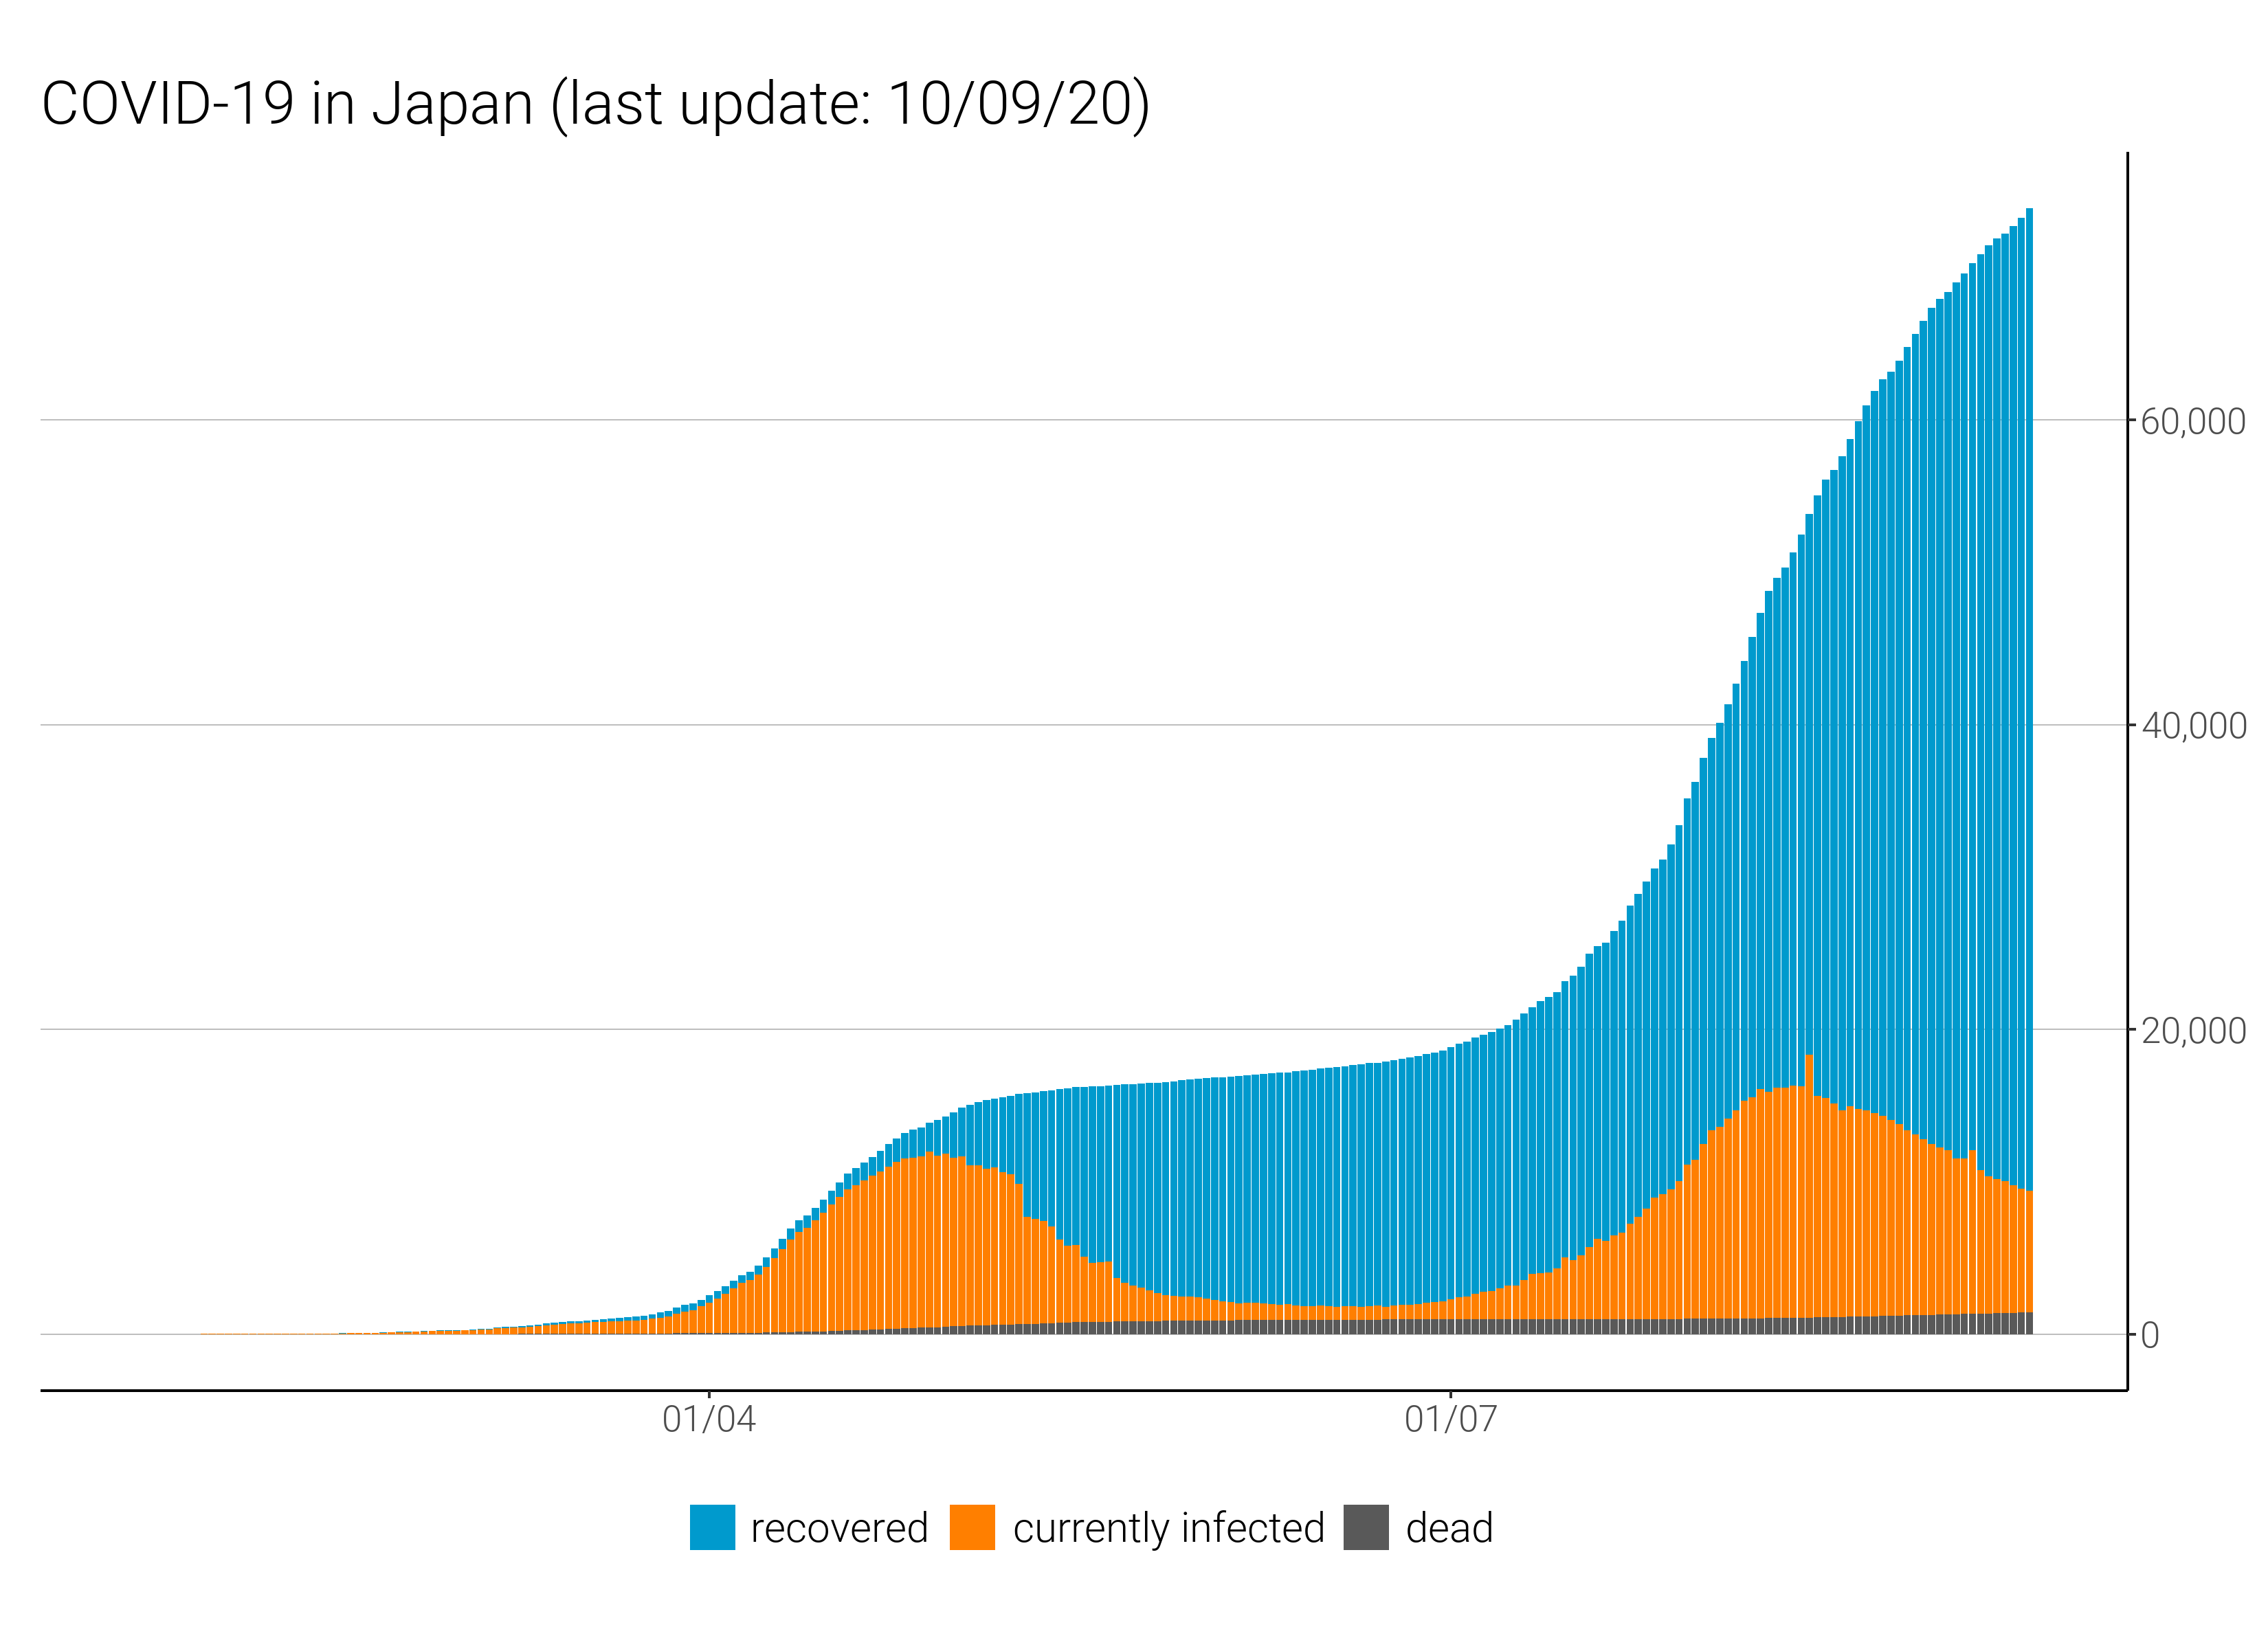 COVID-19 in Japan (last update: 10/09/20)
60,000
40,000
20,000
0
01/04 01/07
recovered currently infected dead